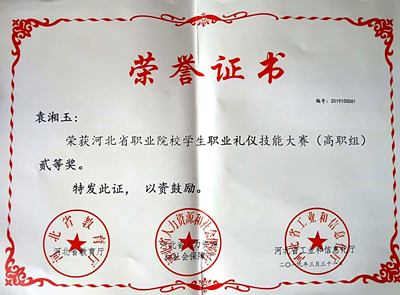 荣誉证书
编号：2019100061
袁湘玉：
荣获河北省职业院校学生职业礼仪技能大赛（高职组）
贰等奖。
特发此证，以资鼓励。
河北省教育厅
河北省工业和信息化厅